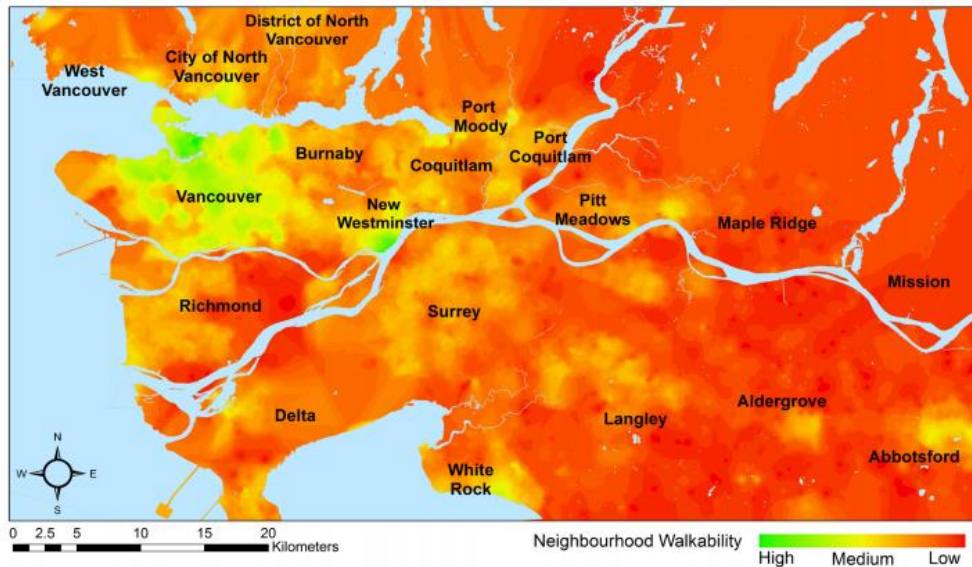 District of North
Vancouver
City of North
Vancouver
West
Vancouver
Port
Moody
Port
Coquitlam
Burnaby
Coquitlam
Vancouver
New
Westminster
Pitt
Meadows
Maple Ridge
Mission
Richmond
Surrey
Delta
Langley
Aldergrove
Abbotsford
White
Rock
N
W E
S
0 2.5 5 10 15 20
Kilometers
Neighbourhood Walkability
High Medium Low